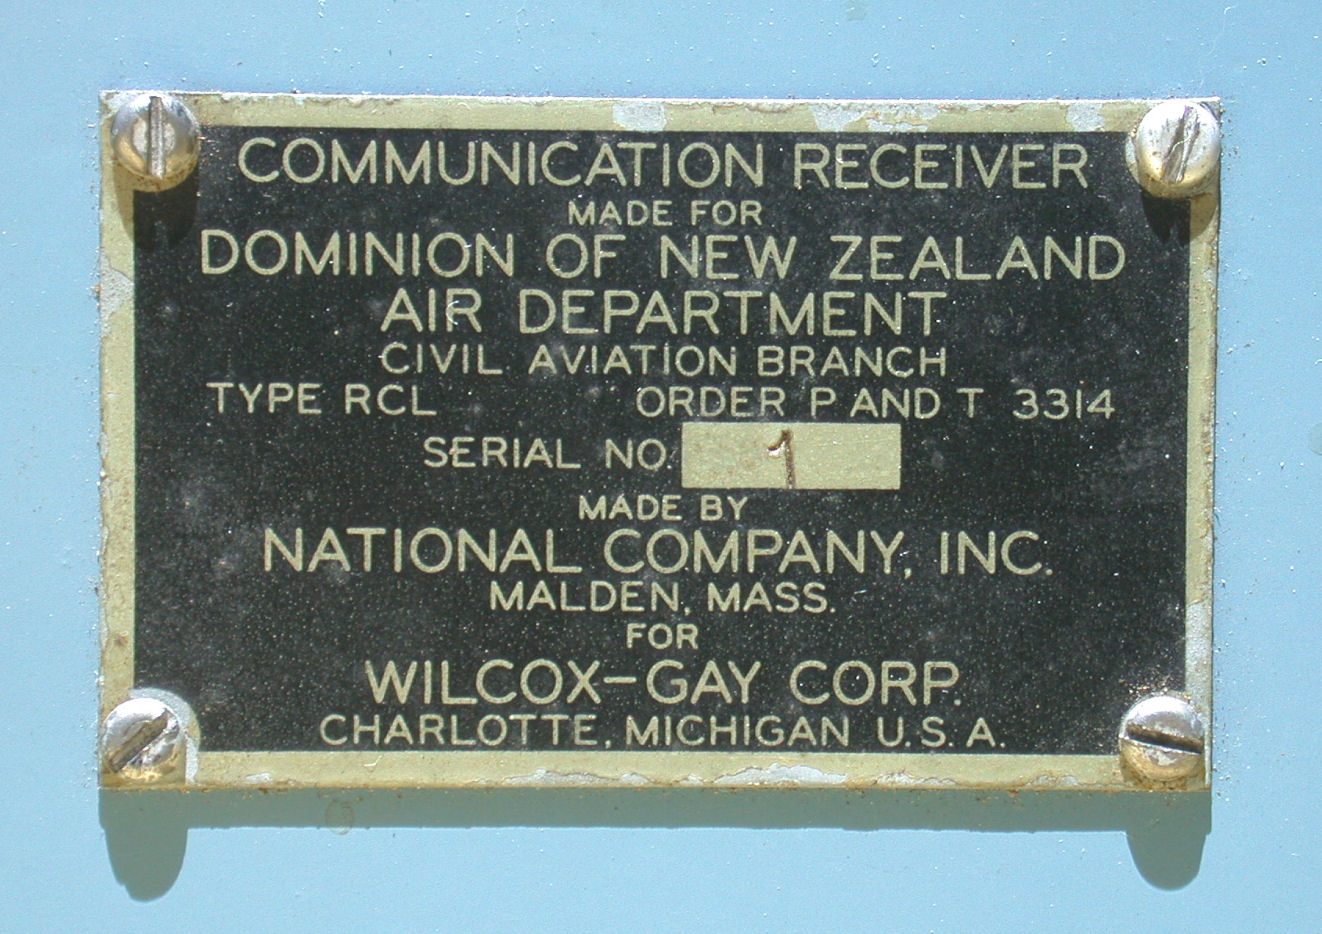 COMMUNICATION RECEIVER
MADE FOR
DOMINION OF NEW ZEALAND
AIR DEPARTMENT
CIVIL AVIATION BRANCH
TYPE RCL ORDER P AND T 3314
SERIAL NO. 1
MADE BY
NATIONAL COMPANY, INC.
MALDEN, MASS.
FOR
WILCOX-GAY CORP.
CHARLOTTE, MICHIGAN U.S.A.